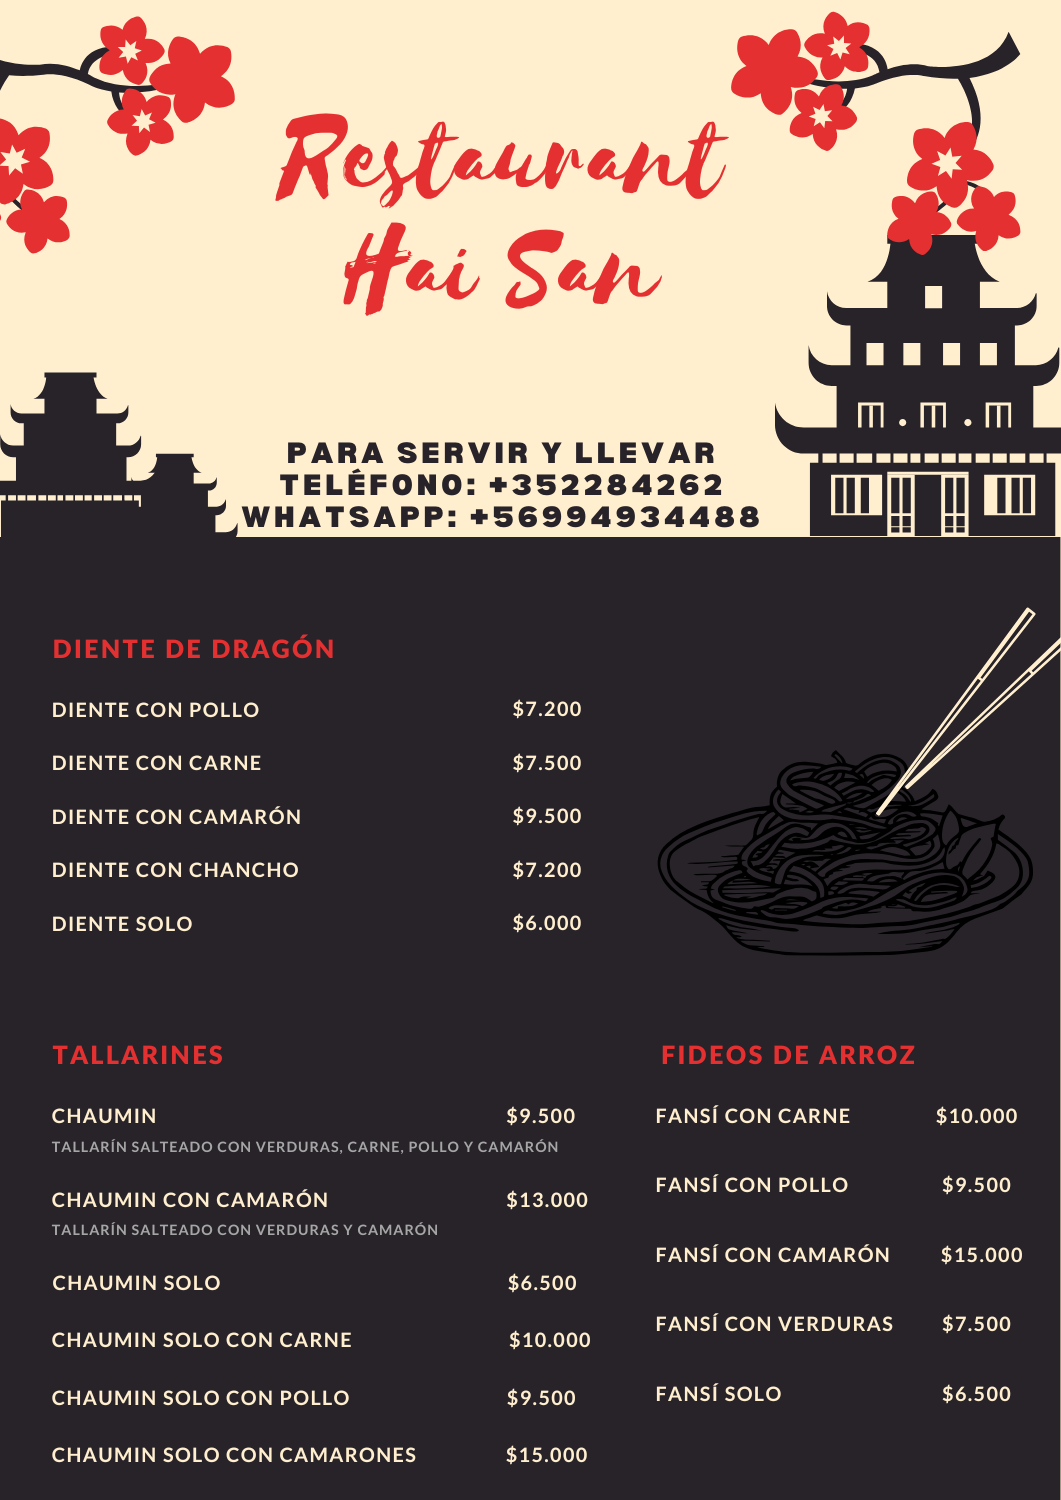 Restaurant
Hai San
PARA SERVIR Y LLEVAR
TELÉFONO: +352284262
WHATSAPP: +56994934488
DIENTE DE DRAGÓN
DIENTE CON POLLO $7.200
DIENTE CON CARNE $7.500
DIENTE CON CAMARÓN $9.500
DIENTE CON CHANCHO $7.200
DIENTE SOLO $6.000
TALLARINES
CHAUMIN $9.500
TALLARÍN SALTEADO CON VERDURAS, CARNE, POLLO Y CAMARÓN
CHAUMIN CON CAMARÓN $13.000
TALLARÍN SALTEADO CON VERDURAS Y CAMARÓN
CHAUMIN SOLO $6.500
CHAUMIN SOLO CON CARNE $10.000
CHAUMIN SOLO CON POLLO $9.500
CHAUMIN SOLO CON CAMARONES $15.000
FIDEOS DE ARROZ
FANSÍ CON CARNE $10.000
FANSÍ CON POLLO $9.500
FANSÍ CON CAMARÓN $15.000
FANSÍ CON VERDURAS $7.500
FANSÍ SOLO $6.500